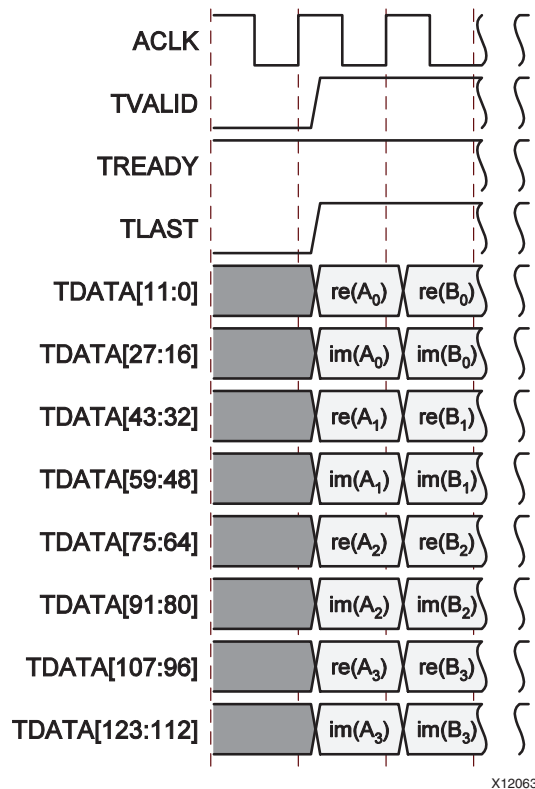 ACLK
TVALID
TREADY
TLAST
TDATA[11:0] re(A₀) re(B₀)
TDATA[27:16] im(A₀) im(B₀)
TDATA[43:32] re(A₁) re(B₁)
TDATA[59:48] im(A₁) im(B₁)
TDATA[75:64] re(A₂) re(B₂)
TDATA[91:80] im(A₂) im(B₂)
TDATA[107:96] re(A₃) re(B₃)
TDATA[123:112] im(A₃) im(B₃)
X12063